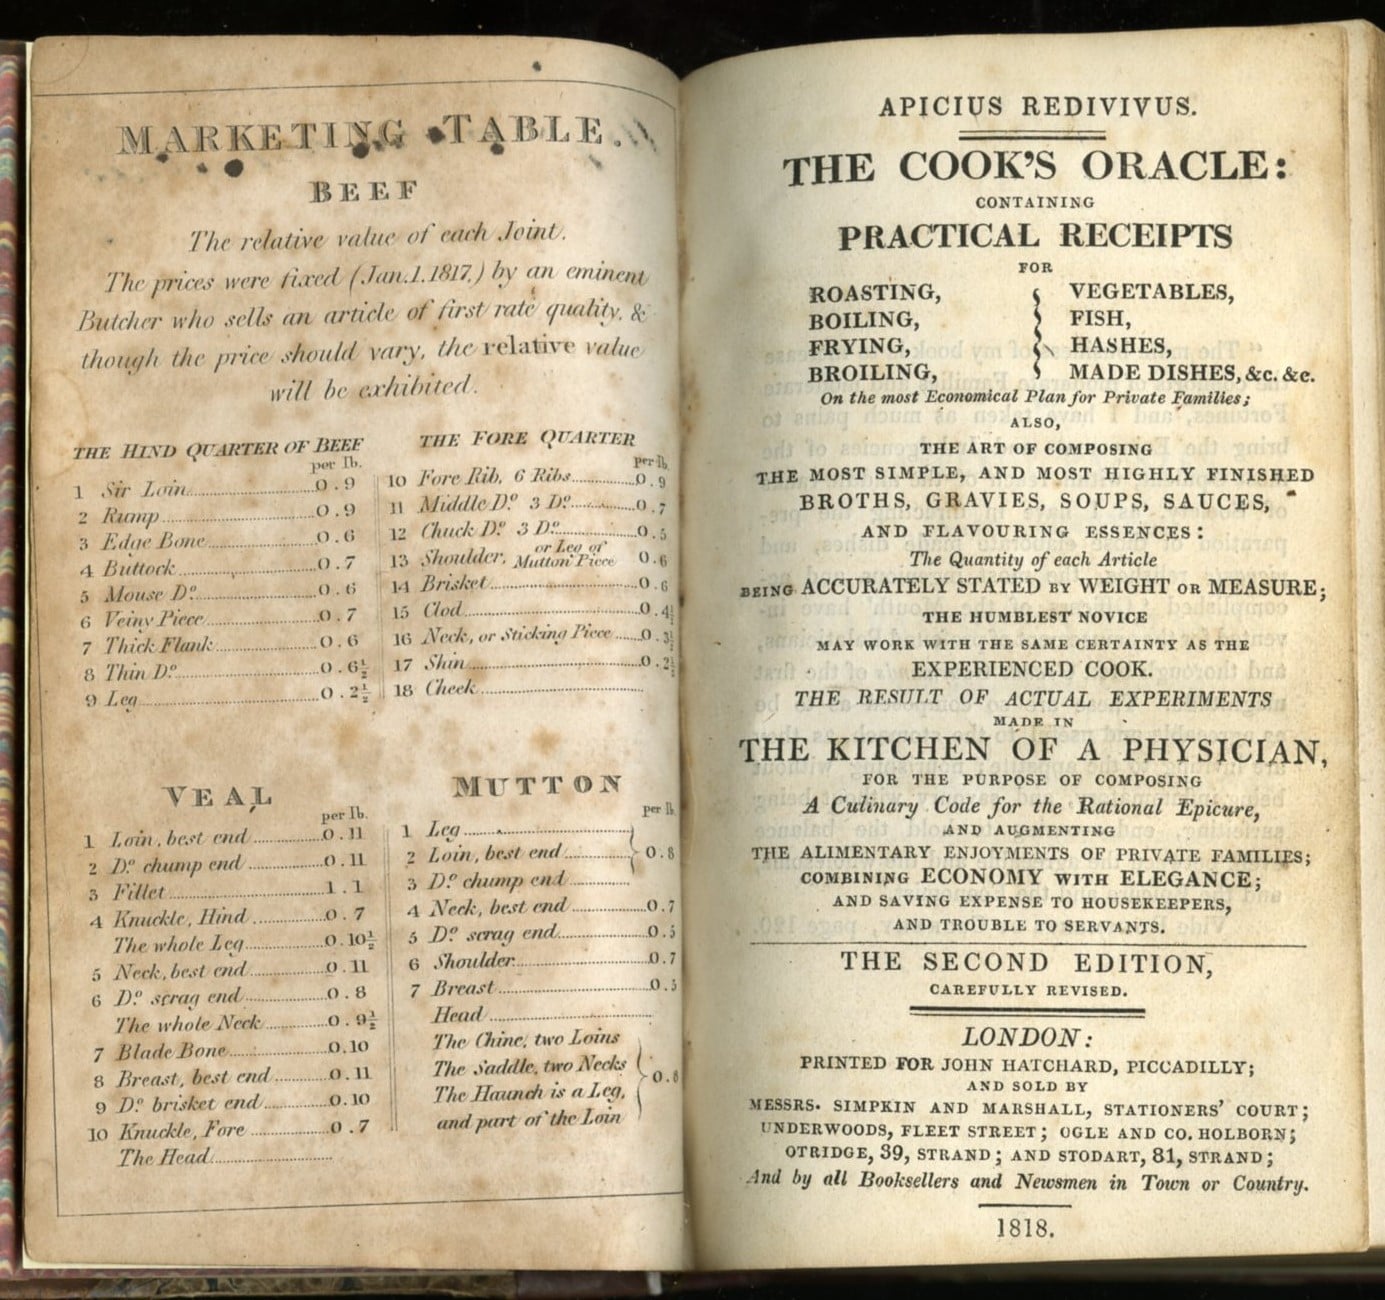 MARKETING TABLE.
BEEF
The relative value of each Joint.
The prices were fixed (Jan.1.1817.) by an eminent
Butcher who sells an article of first rate quality, &
though the price should vary, the relative value
will be exhibited.
THE HIND QUARTER OF BEEF
per lb.
1 Sir Loin 0.9
2 Rump 0.9
3 Edge Bone 0.6
4 Buttock 0.7
5 Mouse Do. 0.6
6 Veiny Piece 0.7
7 Thick Flank 0.6
8 Thin Do. 0.6½
9 Leg 0.2½
THE FORE QUARTER
per lb.
10 Fore Rib, 6 Ribs 0.9
11 Middle Do. 3 Do. 0.7
12 Chuck Do. 3 Do. 0.5
13 Shoulder, or Leg of Mutton Piece 0.6
14 Brisket 0.6
15 Clod 0.4½
16 Neck, or Sticking Piece 0.3½
17 Shin 0.2½
18 Cheek
VEAL
per lb.
1 Loin, best end 0.11
2 Do. chump end 0.11
3 Fillet 1.1
4 Knuckle, Hind 0.7
The whole Leg 0.10½
5 Neck, best end 0.11
6 Do. scrag end 0.8
The whole Neck 0.9½
7 Blade Bone 0.10
8 Breast, best end 0.11
9 Do. brisket end 0.10
10 Knuckle, Fore 0.7
The Head
MUTTON
per lb
1 Leg
2 Loin, best end 0.8
3 Do. chump end
4 Neck, best end 0.7
5 Do. scrag end 0.5
6 Shoulder 0.7
7 Breast 0.5
Head
The Chine, two Loins
The Saddle, two Necks 0.8
The Haunch is a Leg,
and part of the Loin
APICIUS REDIVIVUS.
THE COOK'S ORACLE:
CONTAINING
PRACTICAL RECEIPTS
FOR
ROASTING, VEGETABLES,
BOILING, FISH,
FRYING, HASHES,
BROILING, MADE DISHES, &c. &c.
On the most Economical Plan for Private Families;
ALSO,
THE ART OF COMPOSING
THE MOST SIMPLE, AND MOST HIGHLY FINISHED
BROTHS, GRAVIES, SOUPS, SAUCES,
AND FLAVOURING ESSENCES:
The Quantity of each Article
BEING ACCURATELY STATED BY WEIGHT OR MEASURE;
THE HUMBLEST NOVICE
MAY WORK WITH THE SAME CERTAINTY AS THE
EXPERIENCED COOK.
THE RESULT OF ACTUAL EXPERIMENTS
MADE IN
THE KITCHEN OF A PHYSICIAN,
FOR THE PURPOSE OF COMPOSING
A Culinary Code for the Rational Epicure,
AND AUGMENTING
THE ALIMENTARY ENJOYMENTS OF PRIVATE FAMILIES;
COMBINING ECONOMY WITH ELEGANCE;
AND SAVING EXPENSE TO HOUSEKEEPERS,
AND TROUBLE TO SERVANTS.
THE SECOND EDITION,
CAREFULLY REVISED.
LONDON:
PRINTED FOR JOHN HATCHARD, PICCADILLY;
AND SOLD BY
MESSRS. SIMPKIN AND MARSHALL, STATIONERS' COURT;
UNDERWOODS, FLEET STREET; OGLE AND CO. HOLBORN;
OTRIDGE, 39, STRAND; AND STODART, 81, STRAND;
And by all Booksellers and Newsmen in Town or Country.
1818.